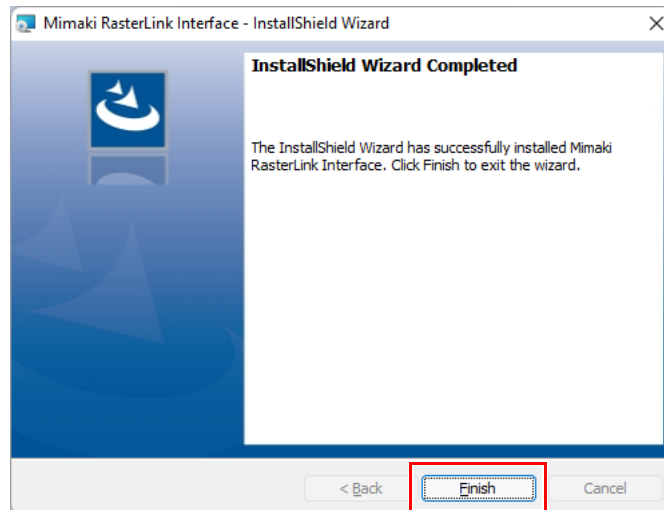 Mimaki RasterLink Interface - InstallShield Wizard
InstallShield Wizard Completed
The InstallShield Wizard has successfully installed Mimaki
RasterLink Interface. Click Finish to exit the wizard.
< Back
Finish
Cancel